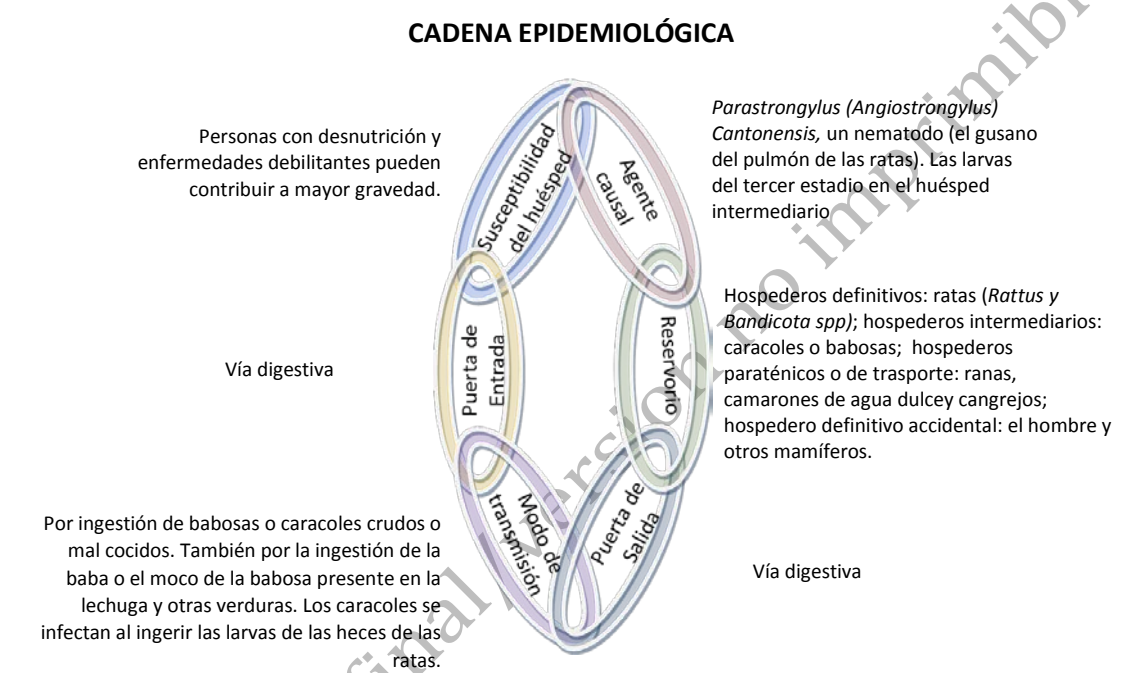 CADENA EPIDEMIOLÓGICA
Personas con desnutrición y
enfermedades debilitantes pueden
contribuir a mayor gravedad.
Susceptibilidad
del huésped
Agente
causal
Parastrongylus (Angiostrongylus)
Cantonensis, un nematodo (el gusano
del pulmón de las ratas). Las larvas
del tercer estadio en el huésped
intermediario
Vía digestiva
Puerta de
Entrada
Reservorio
Hospederos definitivos: ratas (Rattus y
Bandicota spp); hospederos intermediarios:
caracoles o babosas; hospederos
paraténicos o de trasporte: ranas,
camarones de agua dulcey cangrejos;
hospedero definitivo accidental: el hombre y
otros mamíferos.
Por ingestión de babosas o caracoles crudos o
mal cocidos. También por la ingestión de la
baba o el moco de la babosa presente en la
lechuga y otras verduras. Los caracoles se
infectan al ingerir las larvas de las heces de las
ratas.
Modo de
transmisión
Puerta de
Salida
Vía digestiva
final version no imprimib